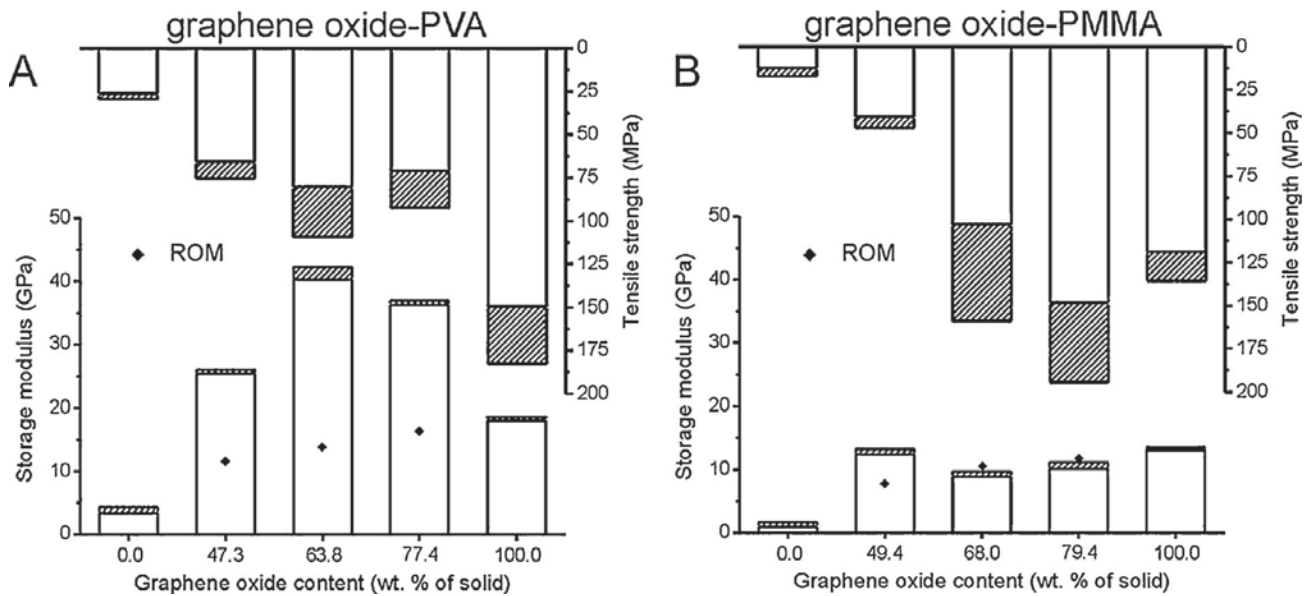 graphene oxide-PVA
A
0
25
50
75
100
125
150
175
200
Tensile strength (MPa)
50
40
30
20
10
0
Storage modulus (GPa)
ROM
0.0 47.3 63.8 77.4 100.0
Graphene oxide content (wt. % of solid)
graphene oxide-PMMA
B
0
25
50
75
100
125
150
175
200
Tensile strength (MPa)
50
40
30
20
10
0
Storage modulus (GPa)
ROM
0.0 49.4 68.0 79.4 100.0
Graphene oxide content (wt. % of solid)